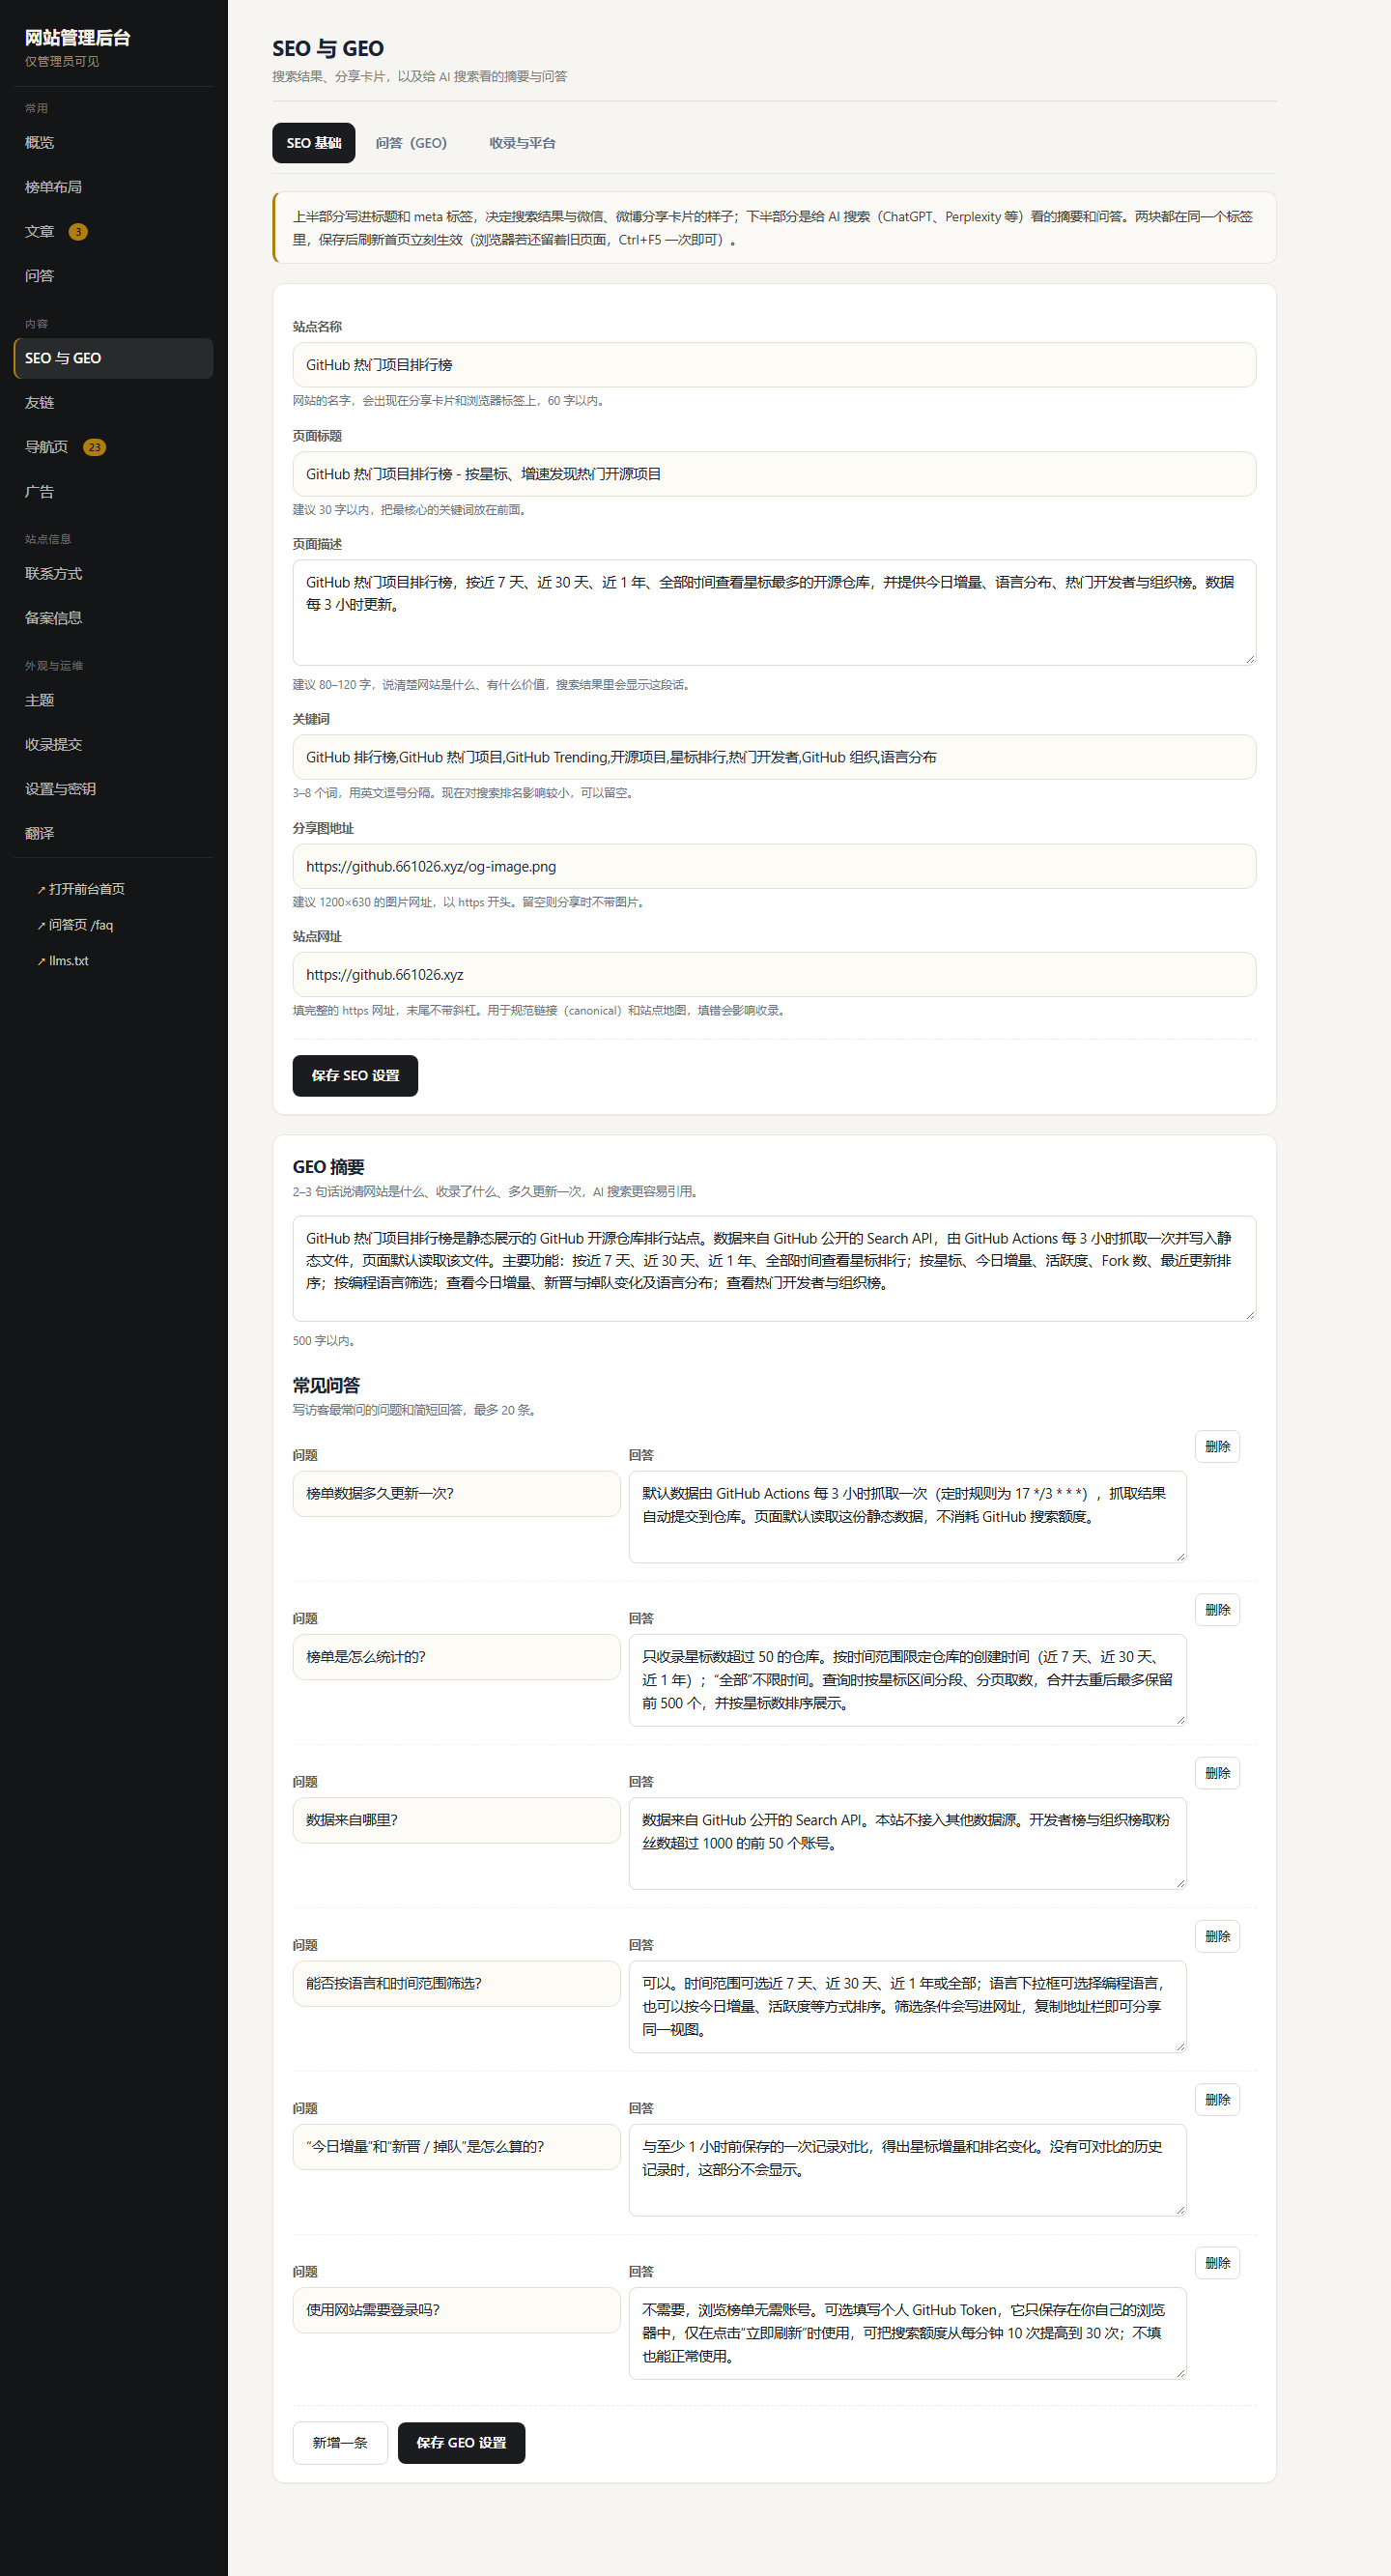 网站管理后台
仅管理员可见
常用
概览
榜单布局
文章 3
问答
内容
SEO 与 GEO
友链
导航页 23
广告
站点信息
联系方式
备案信息
外观与运维
主题
收录提交
设置与密钥
翻译
↗ 打开前台首页
↗ 问答页 /faq
↗ llms.txt
SEO 与 GEO
搜索结果、分享卡片，以及给 AI 搜索看的摘要与问答
SEO 基础 问答（GEO） 收录与平台
上半部分写进标题和 meta 标签，决定搜索结果与微信、微博分享卡片的样子；下半部分是给 AI 搜索（ChatGPT、Perplexity 等）看的摘要和问答。两块都在同一个标签
里，保存后刷新首页立刻生效（浏览器若还留着旧页面，Ctrl+F5 一次即可）。
站点名称
GitHub 热门项目排行榜
网站的名字，会出现在分享卡片和浏览器标签上，60 字以内。
页面标题
GitHub 热门项目排行榜 - 按星标、增速发现热门开源项目
建议 30 字以内，把最核心的关键词放在前面。
页面描述
GitHub 热门项目排行榜，按近 7 天、近 30 天、近 1 年、全部时间查看星标最多的开源仓库，并提供今日增量、语言分布、热门开发者与组织榜。数据
每 3 小时更新。
建议 80–120 字，说清楚网站是什么、有什么价值，搜索结果里会显示这段话。
关键词
GitHub 排行榜,GitHub 热门项目,GitHub Trending,开源项目,星标排行,热门开发者,GitHub 组织,语言分布
3–8 个词，用英文逗号分隔。现在对搜索排名影响较小，可以留空。
分享图地址
https://github.661026.xyz/og-image.png
建议 1200×630 的图片网址，以 https 开头。留空则分享时不带图片。
站点网址
https://github.661026.xyz
填完整的 https 网址，末尾不带斜杠。用于规范链接（canonical）和站点地图，填错会影响收录。
保存 SEO 设置
GEO 摘要
2–3 句话说清网站是什么、收录了什么、多久更新一次，AI 搜索更容易引用。
GitHub 热门项目排行榜是静态展示的 GitHub 开源仓库排行站点。数据来自 GitHub 公开的 Search API，由 GitHub Actions 每 3 小时抓取一次并写入静
态文件，页面默认读取该文件。主要功能：按近 7 天、近 30 天、近 1 年、全部时间查看星标排行；按星标、今日增量、活跃度、Fork 数、最近更新排
序；按编程语言筛选；查看今日增量、新晋与掉队变化及语言分布；查看热门开发者与组织榜。
500 字以内。
常见问答
写访客最常问的问题和简短回答，最多 20 条。
问题 回答 删除
榜单数据多久更新一次？
默认数据由 GitHub Actions 每 3 小时抓取一次（定时规则为 17 */3 * * *），抓取结果
自动提交到仓库。页面默认读取这份静态数据，不消耗 GitHub 搜索额度。
问题 回答 删除
榜单是怎么统计的？
只收录星标数超过 50 的仓库。按时间范围限定仓库的创建时间（近 7 天、近 30 天、
近 1 年）；“全部”不限时间。查询时按星标区间分段、分页取数，合并去重后最多保留
前 500 个，并按星标数排序展示。
问题 回答 删除
数据来自哪里？
数据来自 GitHub 公开的 Search API。本站不接入其他数据源。开发者榜与组织榜取粉
丝数超过 1000 的前 50 个账号。
问题 回答 删除
能否按语言和时间范围筛选？
可以。时间范围可选近 7 天、近 30 天、近 1 年或全部；语言下拉框可选择编程语言，
也可以按今日增量、活跃度等方式排序。筛选条件会写进网址，复制地址栏即可分享
同一视图。
问题 回答 删除
“今日增量”和“新晋 / 掉队”是怎么算的？
与至少 1 小时前保存的一次记录对比，得出星标增量和排名变化。没有可对比的历史
记录时，这部分不会显示。
问题 回答 删除
使用网站需要登录吗？
不需要，浏览榜单无需账号。可选填写个人 GitHub Token，它只保存在你自己的浏览
器中，仅在点击“立即刷新”时使用，可把搜索额度从每分钟 10 次提高到 30 次；不填
也能正常使用。
新增一条 保存 GEO 设置